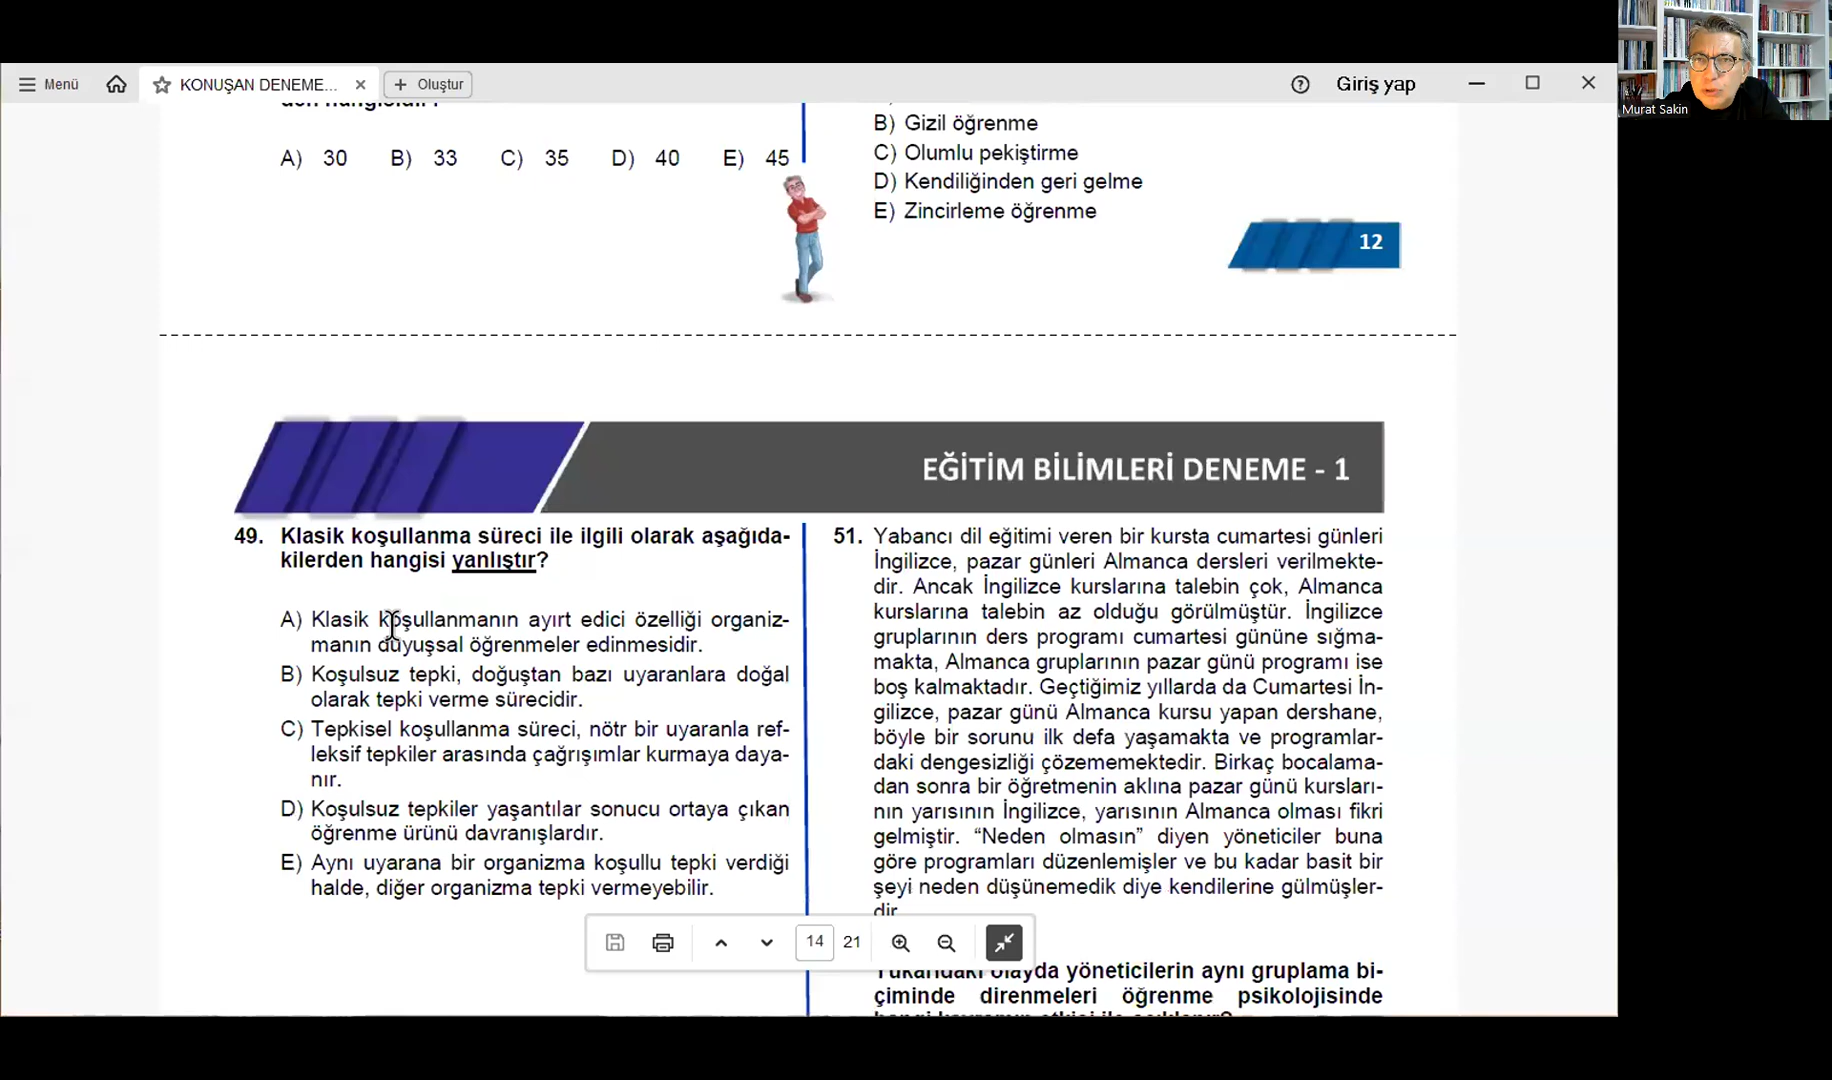 Menü
KONUŞAN DENEME...
Oluştur
Giriş yap
Murat Sakin
A) 30 B) 33 C) 35 D) 40 E) 45
B) Gizil öğrenme
C) Olumlu pekiştirme
D) Kendiliğinden geri gelme
E) Zincirleme öğrenme
12
EĞİTİM BİLİMLERİ DENEME - 1
49. Klasik koşullanma süreci ile ilgili olarak aşağıda-
kilerden hangisi yanlıştır?
A) Klasik koşullanmanın ayırt edici özelliği organiz-
manın duyuşsal öğrenmeler edinmesidir.
B) Koşulsuz tepki, doğuştan bazı uyaranlara doğal
olarak tepki verme sürecidir.
C) Tepkisel koşullanma süreci, nötr bir uyaranla ref-
leksif tepkiler arasında çağrışımlar kurmaya daya-
nır.
D) Koşulsuz tepkiler yaşantılar sonucu ortaya çıkan
öğrenme ürünü davranışlardır.
E) Aynı uyarana bir organizma koşullu tepki verdiği
halde, diğer organizma tepki vermeyebilir.
51. Yabancı dil eğitimi veren bir kursta cumartesi günleri
İngilizce, pazar günleri Almanca dersleri verilmekte-
dir. Ancak İngilizce kurslarına talebin çok, Almanca
kurslarına talebin az olduğu görülmüştür. İngilizce
gruplarının ders programı cumartesi gününe sığma-
makta, Almanca gruplarının pazar günü programı ise
boş kalmaktadır. Geçtiğimiz yıllarda da Cumartesi İn-
gilizce, pazar günü Almanca kursu yapan dershane,
böyle bir sorunu ilk defa yaşamakta ve programlar-
daki dengesizliği çözememektedir. Birkaç bocalama-
dan sonra bir öğretmenin aklına pazar günü kursları-
nın yarısının İngilizce, yarısının Almanca olması fikri
gelmiştir. “Neden olmasın” diyen yöneticiler buna
göre programları düzenlemişler ve bu kadar basit bir
şeyi neden düşünemedik diye kendilerine gülmüşler-
dir.
Yukarıdaki olayda yöneticilerin aynı gruplama bi-
çiminde direnmeleri öğrenme psikolojisinde
14 21